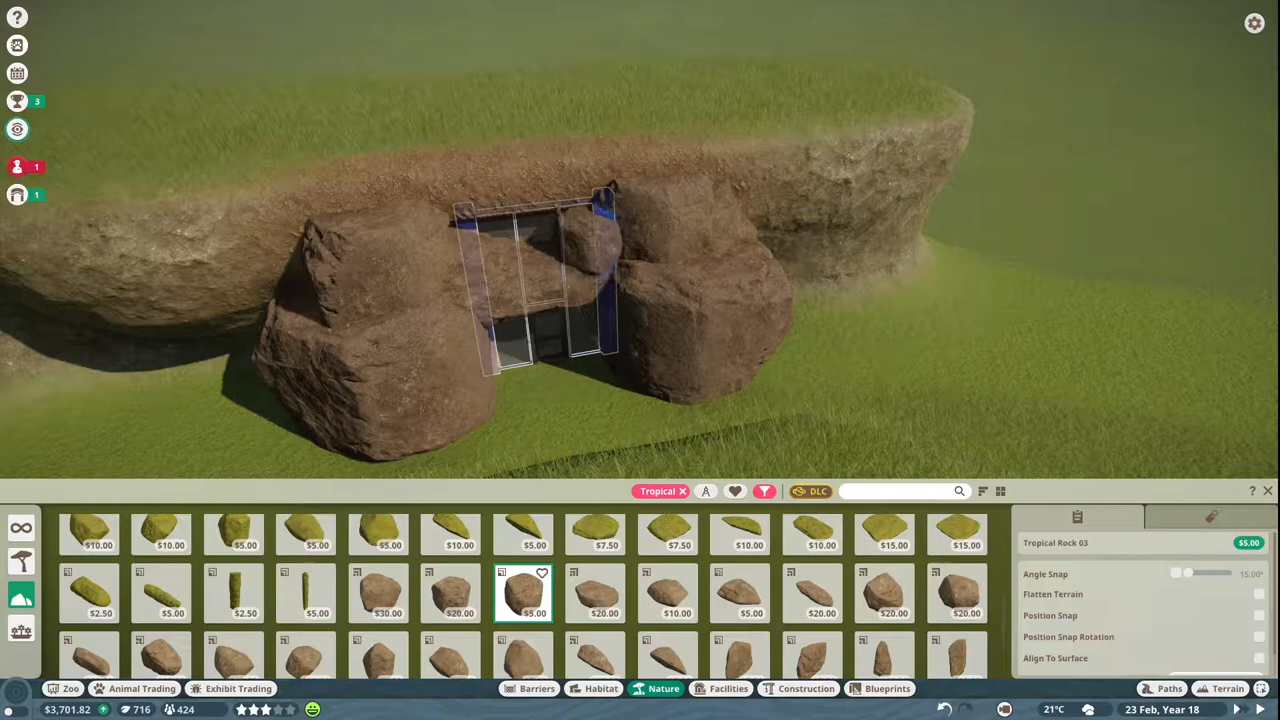 ?
3
1
1
Tropical ✕
DLC
? ✕
$10.00 $10.00 $5.00 $5.00 $5.00 $10.00 $5.00 $7.50 $7.50 $10.00 $10.00 $15.00 $15.00
Tropical Rock 03 $5.00
Angle Snap 15.00°
Flatten Terrain
$2.50 $5.00 $2.50 $5.00 $30.00 $20.00 $5.00 $20.00 $10.00 $5.00 $20.00 $20.00 $20.00
Position Snap
Position Snap Rotation
Align To Surface
Zoo Animal Trading Exhibit Trading Barriers Habitat Nature Facilities Construction Blueprints Paths Terrain
$3,701.82 716 424 21°C 23 Feb, Year 18